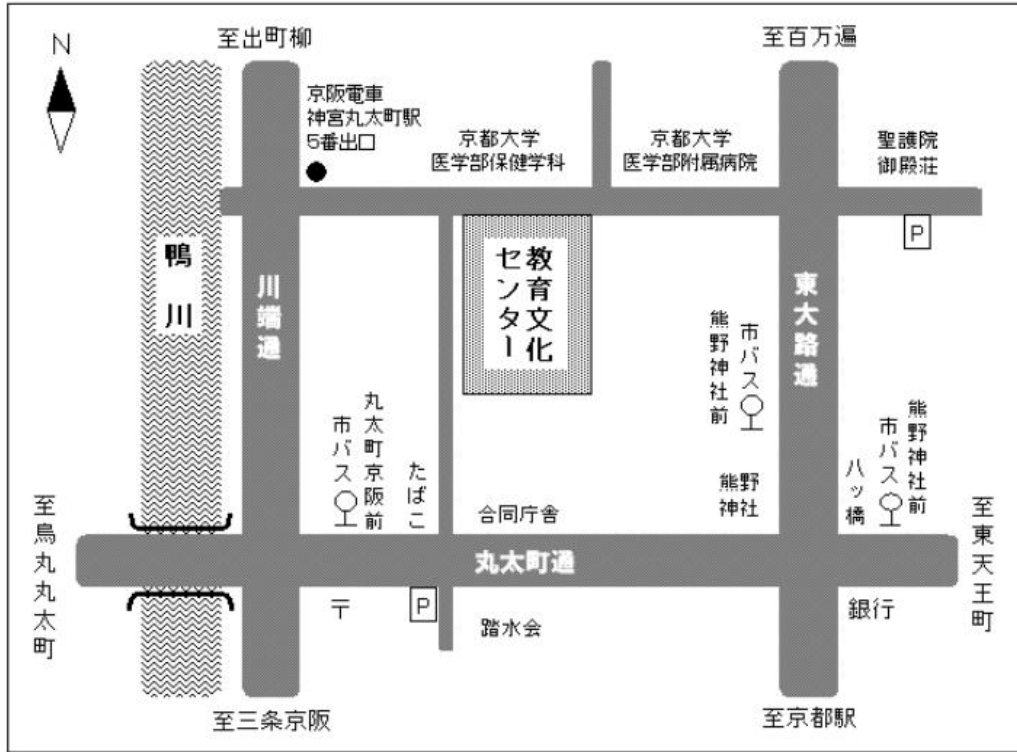 N
至出町柳
至百万遍
京阪電車
神宮丸太町駅
5番出口
京都大学
医学部保健学科
京都大学
医学部附属病院
聖護院
御殿荘
P
鴨川
川端通
教育文化
センター
東大路通
市バス
熊野神社前
丸太町京阪前
市バス
たばこ
合同庁舎
熊野
神社
八ッ橋
熊野神社前
市バス
至烏丸丸太町
丸太町通
至東天王町
〒
P
踏水会
銀行
至三条京阪
至京都駅